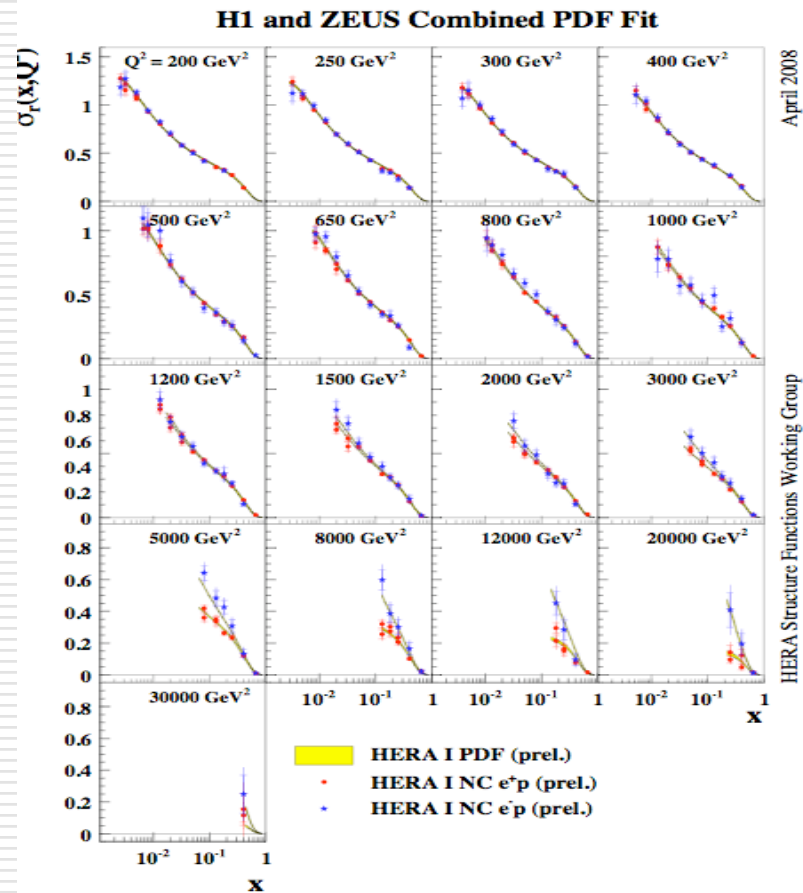 H1 and ZEUS Combined PDF Fit
σr(x,Q²)
April 2008
HERA Structure Functions Working Group
1.5
1
0.5
0
Q² = 200 GeV²
250 GeV²
300 GeV²
400 GeV²
1
0.5
0
500 GeV²
650 GeV²
800 GeV²
1000 GeV²
1
0.8
0.6
0.4
0.2
0
1200 GeV²
1500 GeV²
2000 GeV²
3000 GeV²
0.8
0.6
0.4
0.2
0
5000 GeV²
8000 GeV²
12000 GeV²
20000 GeV²
10⁻² 10⁻¹ 1
10⁻² 10⁻¹ 1
10⁻² 10⁻¹ 1
x
0.8
0.6
0.4
0.2
0
30000 GeV²
10⁻² 10⁻¹ 1
x
HERA I PDF (prel.)
HERA I NC e⁺p (prel.)
HERA I NC e⁻p (prel.)